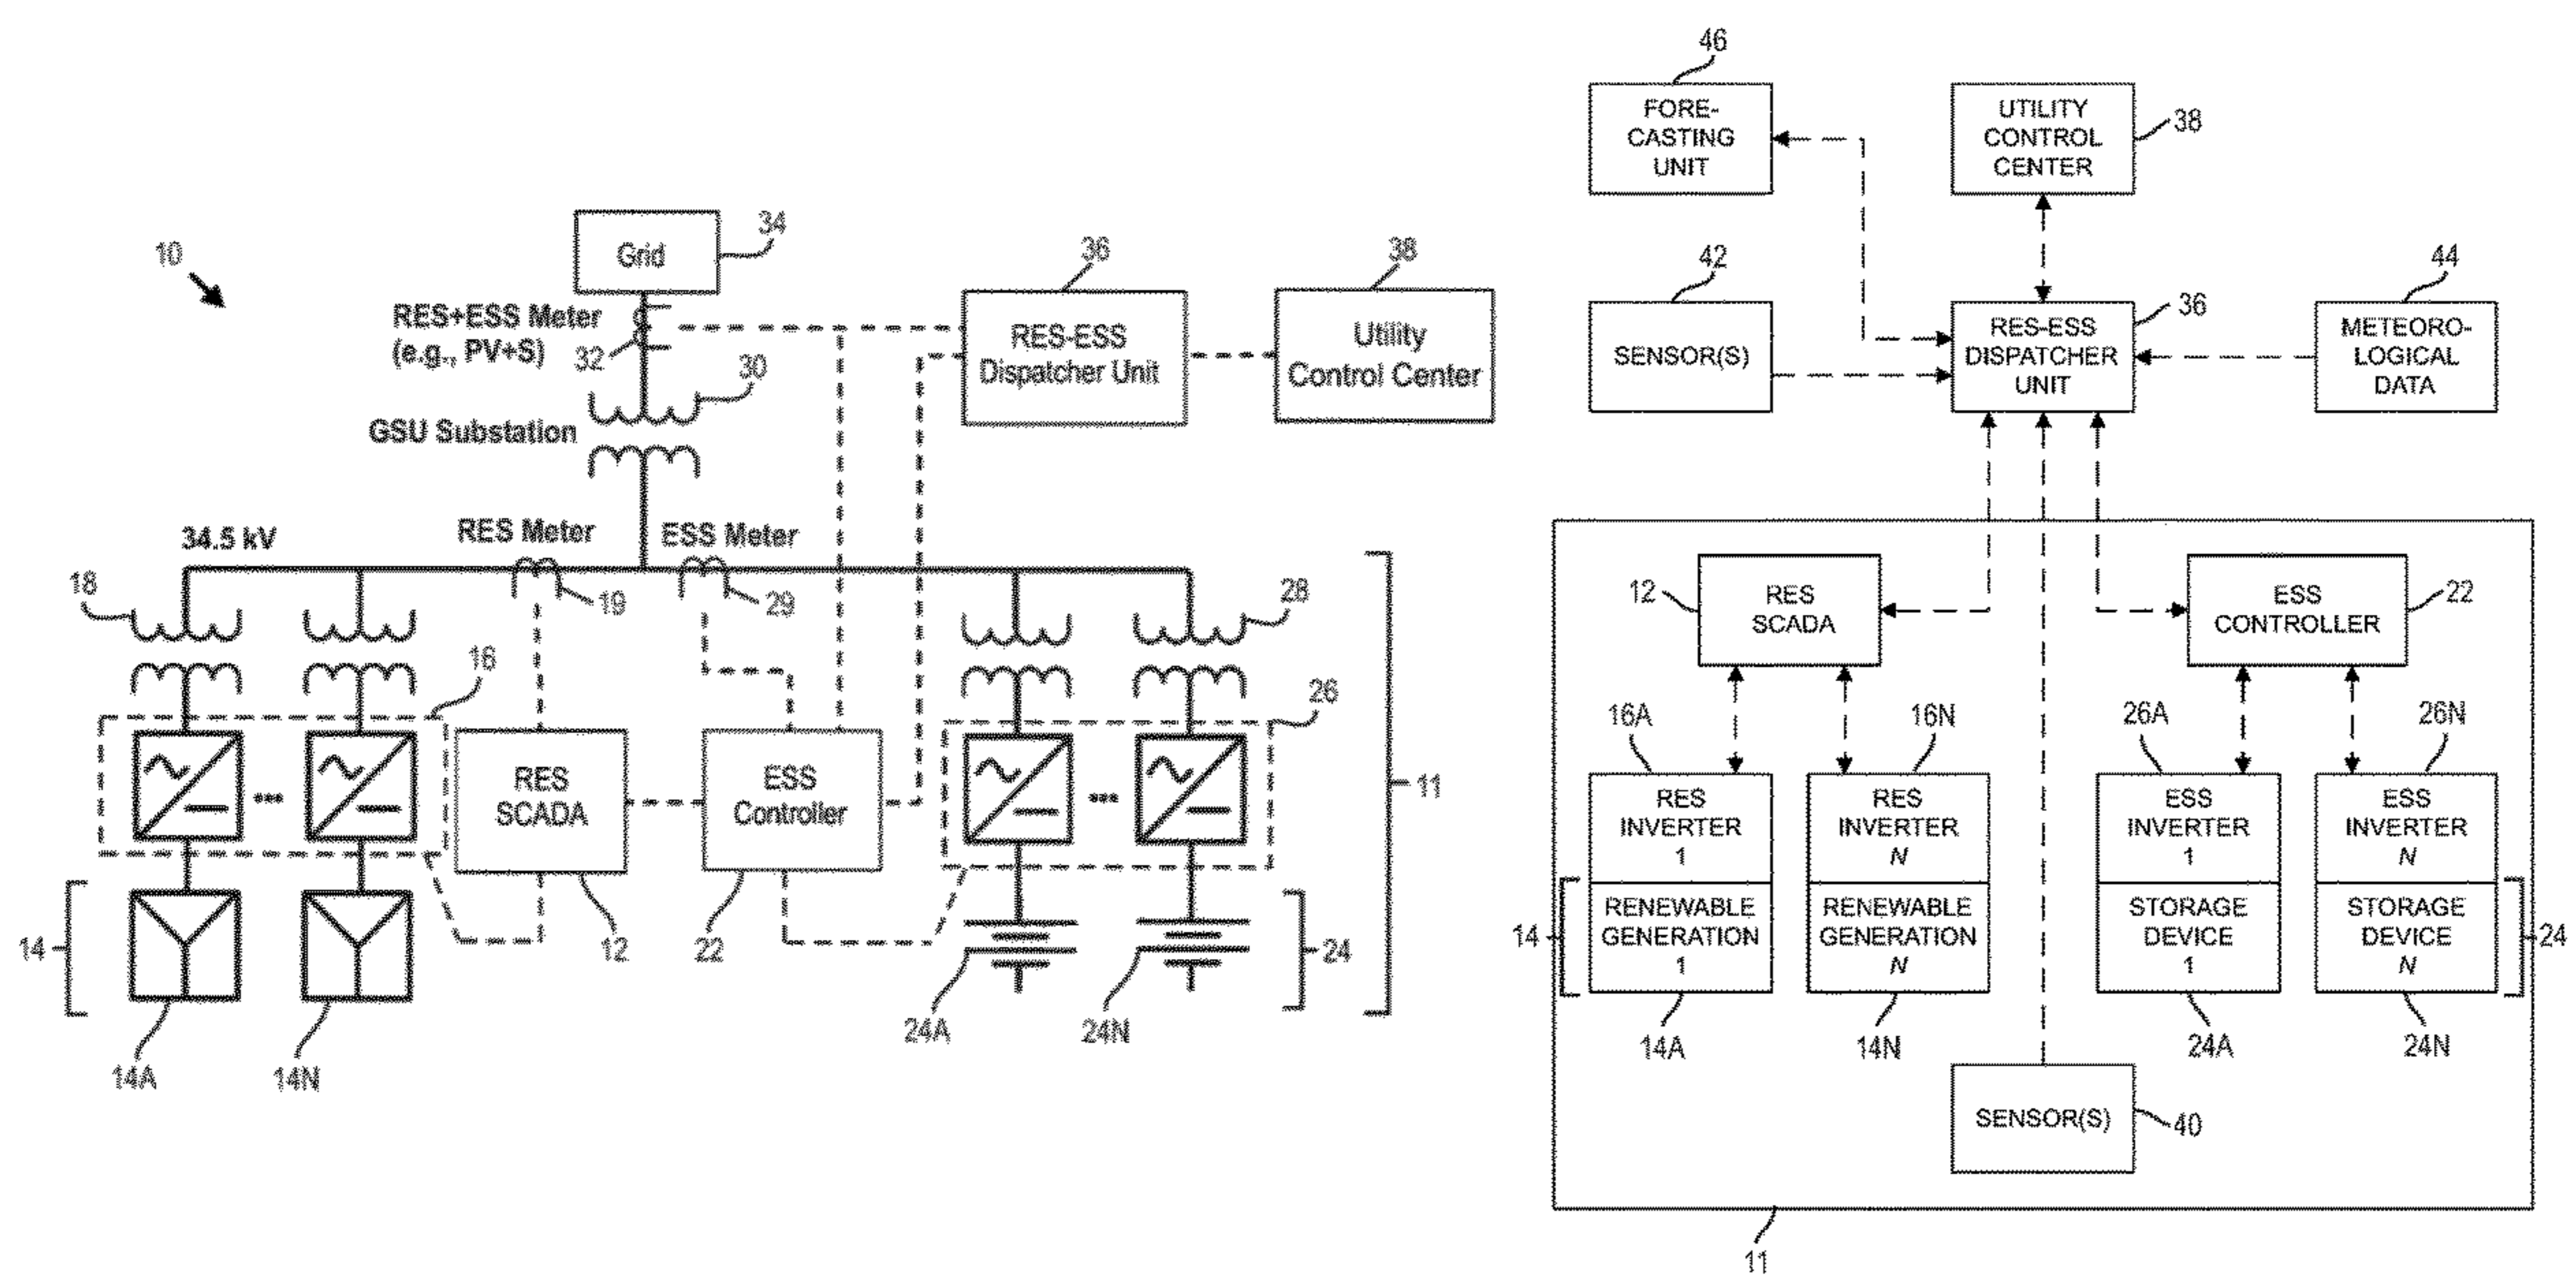 10
Grid
34
RES+ESS Meter
(e.g., PV+S)
32
30
GSU Substation
36
RES-ESS
Dispatcher Unit
38
Utility
Control Center
34.5 kV
RES Meter
ESS Meter
18
19
29
28
16
26
RES
SCADA
ESS
Controller
11
14
12
22
24
14A
14N
24A
24N
46
FORE-
CASTING
UNIT
UTILITY
CONTROL
CENTER
38
42
SENSOR(S)
36
RES-ESS
DISPATCHER
UNIT
44
METEORO-
LOGICAL
DATA
12
RES
SCADA
ESS
CONTROLLER
22
16A
16N
26A
26N
RES
INVERTER
1
RES
INVERTER
N
ESS
INVERTER
1
ESS
INVERTER
N
14
RENEWABLE
GENERATION
1
RENEWABLE
GENERATION
N
STORAGE
DEVICE
1
STORAGE
DEVICE
N
24
14A
14N
24A
24N
SENSOR(S)
40
11